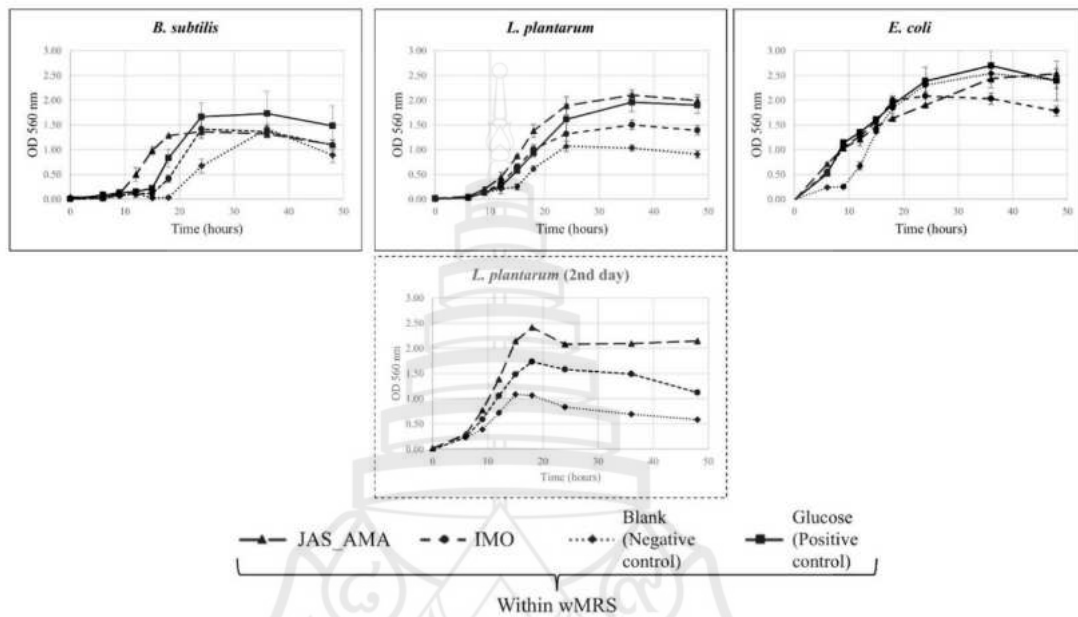 B. subtilis
3.00
2.50
2.00
1.50
1.00
0.50
0.00
OD 560 nm
0 10 20 30 40 50
Time (hours)
L. plantarum
3.00
2.50
2.00
1.50
1.00
0.50
0.00
OD 560 nm
0 10 20 30 40 50
Time (hours)
E. coli
3.00
2.50
2.00
1.50
1.00
0.50
0.00
OD 560 nm
0 10 20 30 40 50
Time (hours)
L. plantarum (2nd day)
3.00
2.50
2.00
1.50
1.00
0.50
0.00
OD 560 nm
0 10 20 30 40 50
Time (hours)
JAS_AMA
IMO
Blank
(Negative
control)
Glucose
(Positive
control)
Within wMRS